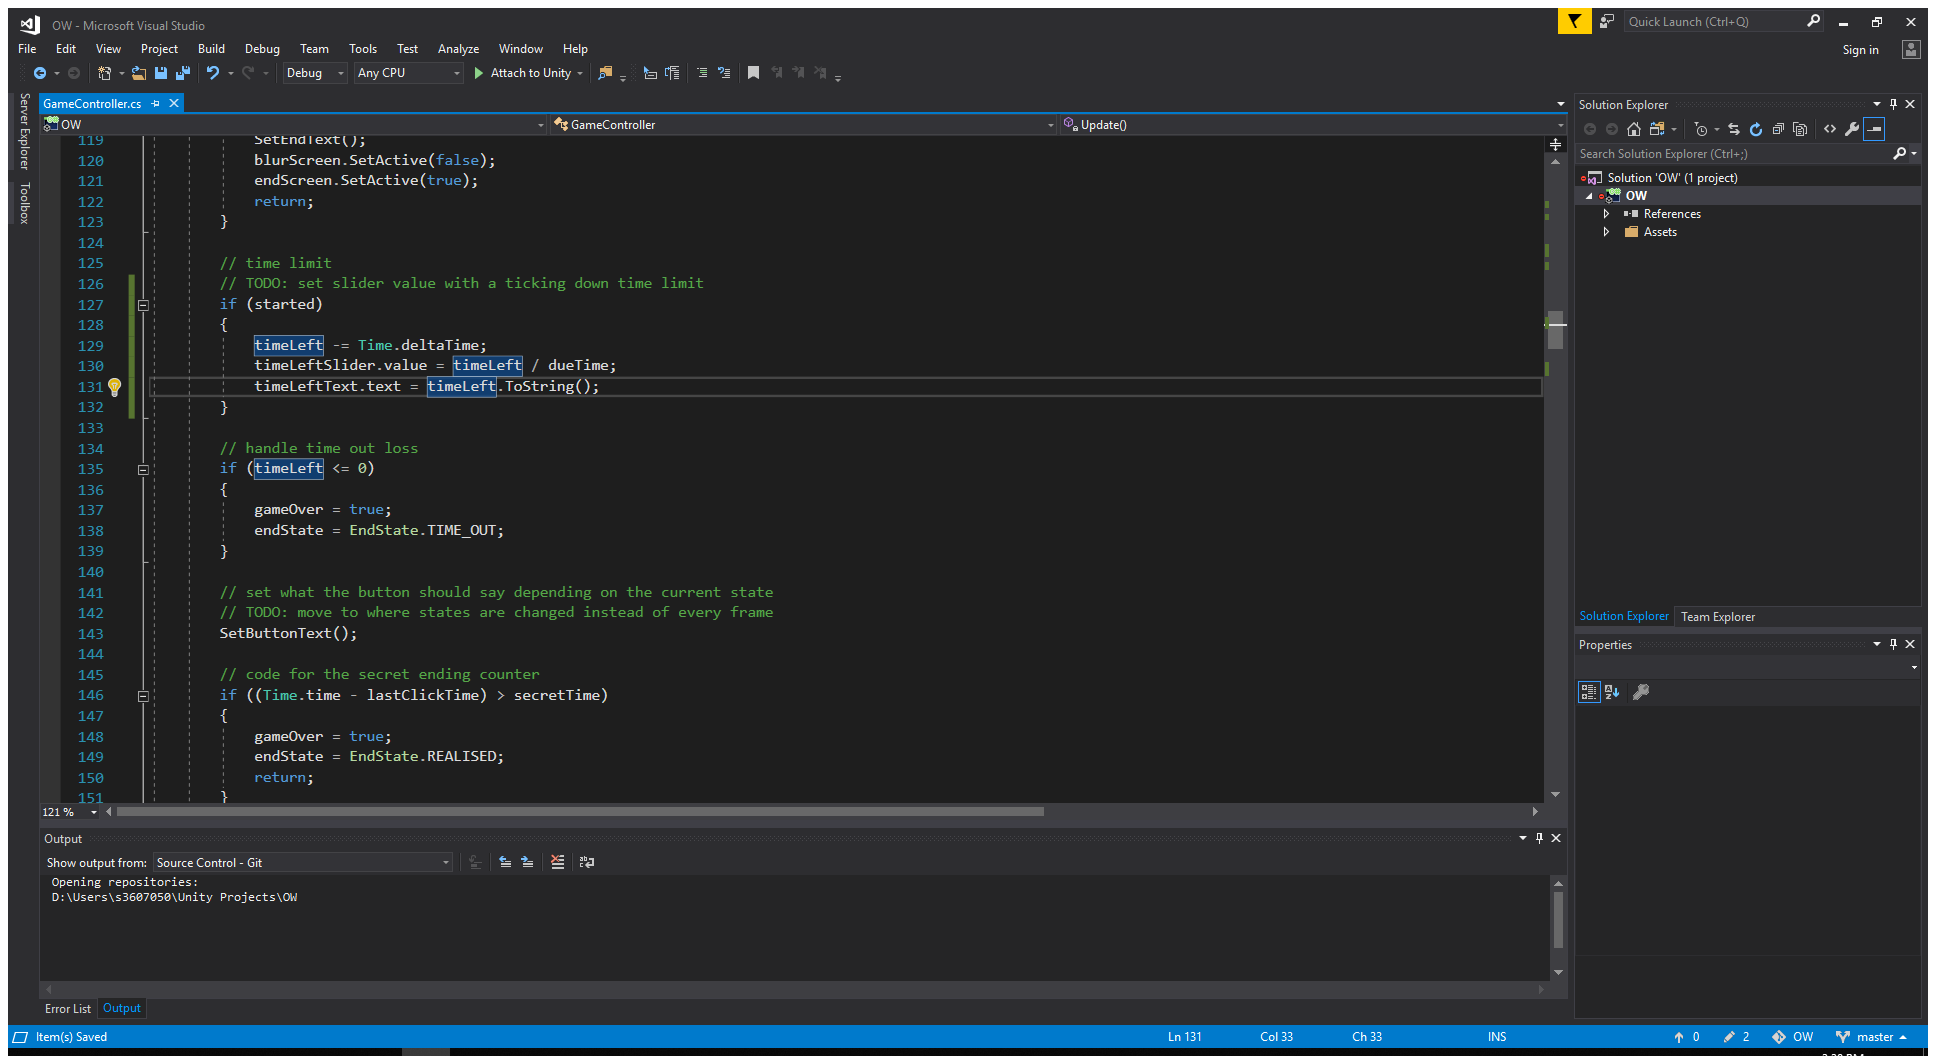 OW - Microsoft Visual Studio
Quick Launch (Ctrl+Q)
File Edit View Project Build Debug Team Tools Test Analyze Window Help
Sign in
Debug Any CPU Attach to Unity
Server Explorer
Toolbox
GameController.cs
OW GameController Update()
119 SetEndText();
120 blurScreen.SetActive(false);
121 endScreen.SetActive(true);
122 return;
123 }
124
125 // time limit
126 // TODO: set slider value with a ticking down time limit
127 if (started)
128 {
129 timeLeft -= Time.deltaTime;
130 timeLeftSlider.value = timeLeft / dueTime;
131 timeLeftText.text = timeLeft.ToString();
132 }
133
134 // handle time out loss
135 if (timeLeft <= 0)
136 {
137 gameOver = true;
138 endState = EndState.TIME_OUT;
139 }
140
141 // set what the button should say depending on the current state
142 // TODO: move to where states are changed instead of every frame
143 SetButtonText();
144
145 // code for the secret ending counter
146 if ((Time.time - lastClickTime) > secretTime)
147 {
148 gameOver = true;
149 endState = EndState.REALISED;
150 return;
151 }
121 %
Output
Show output from: Source Control - Git
Opening repositories:
D:\Users\s3607050\Unity Projects\OW
Error List Output
Solution Explorer
Search Solution Explorer (Ctrl+;)
Solution 'OW' (1 project)
OW
References
Assets
Solution Explorer Team Explorer
Properties
Item(s) Saved Ln 131 Col 33 Ch 33 INS 0 2 OW master